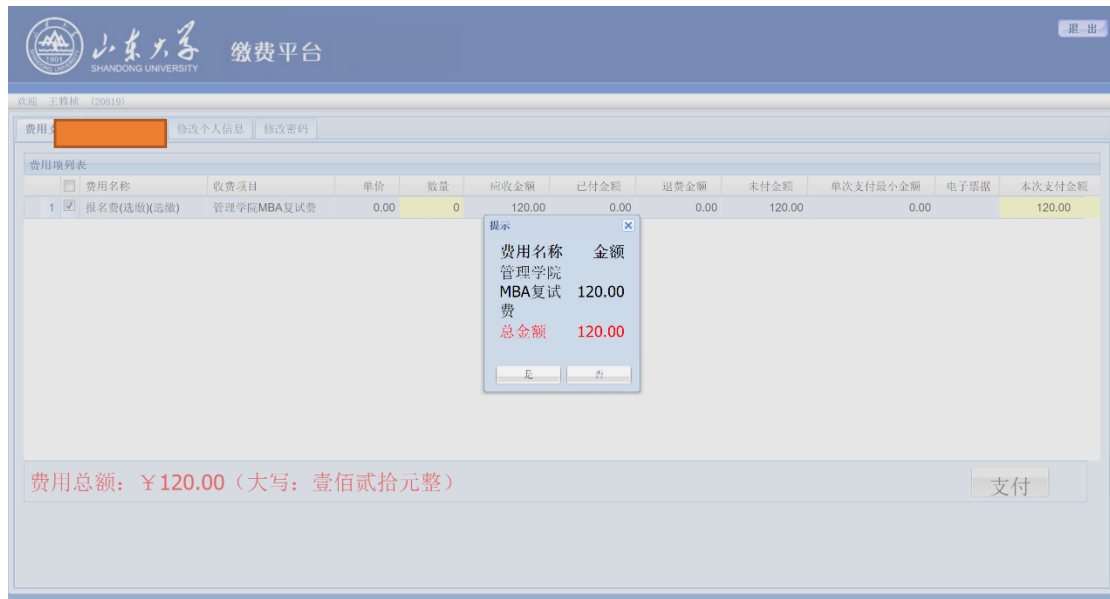 山东大学
SHANDONG UNIVERSITY
1901
缴费平台
退 出
欢迎 王雅桢 (20819)
费用 修改个人信息 修改密码
费用项列表
费用名称 收费项目 单价 数量 应收金额 已付金额 退费金额 未付金额 单次支付最小金额 电子票据 本次支付金额
1 报名费(选缴)(选缴) 管理学院MBA复试费 0.00 0 120.00 0.00 0.00 120.00 0.00 120.00
提示
费用名称 金额
管理学院
MBA复试 120.00
费
总金额 120.00
是 否
费用总额：￥120.00（大写：壹佰贰拾元整）
支付